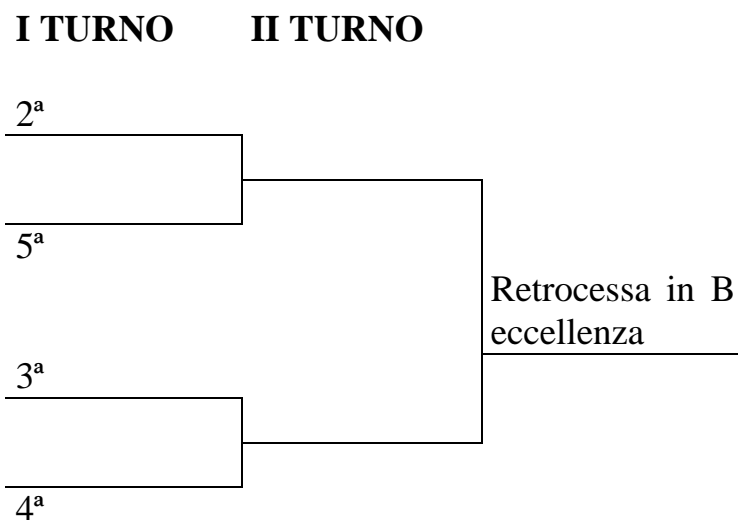 I TURNO II TURNO
2ª
5ª
Retrocessa in B
eccellenza
3ª
4ª